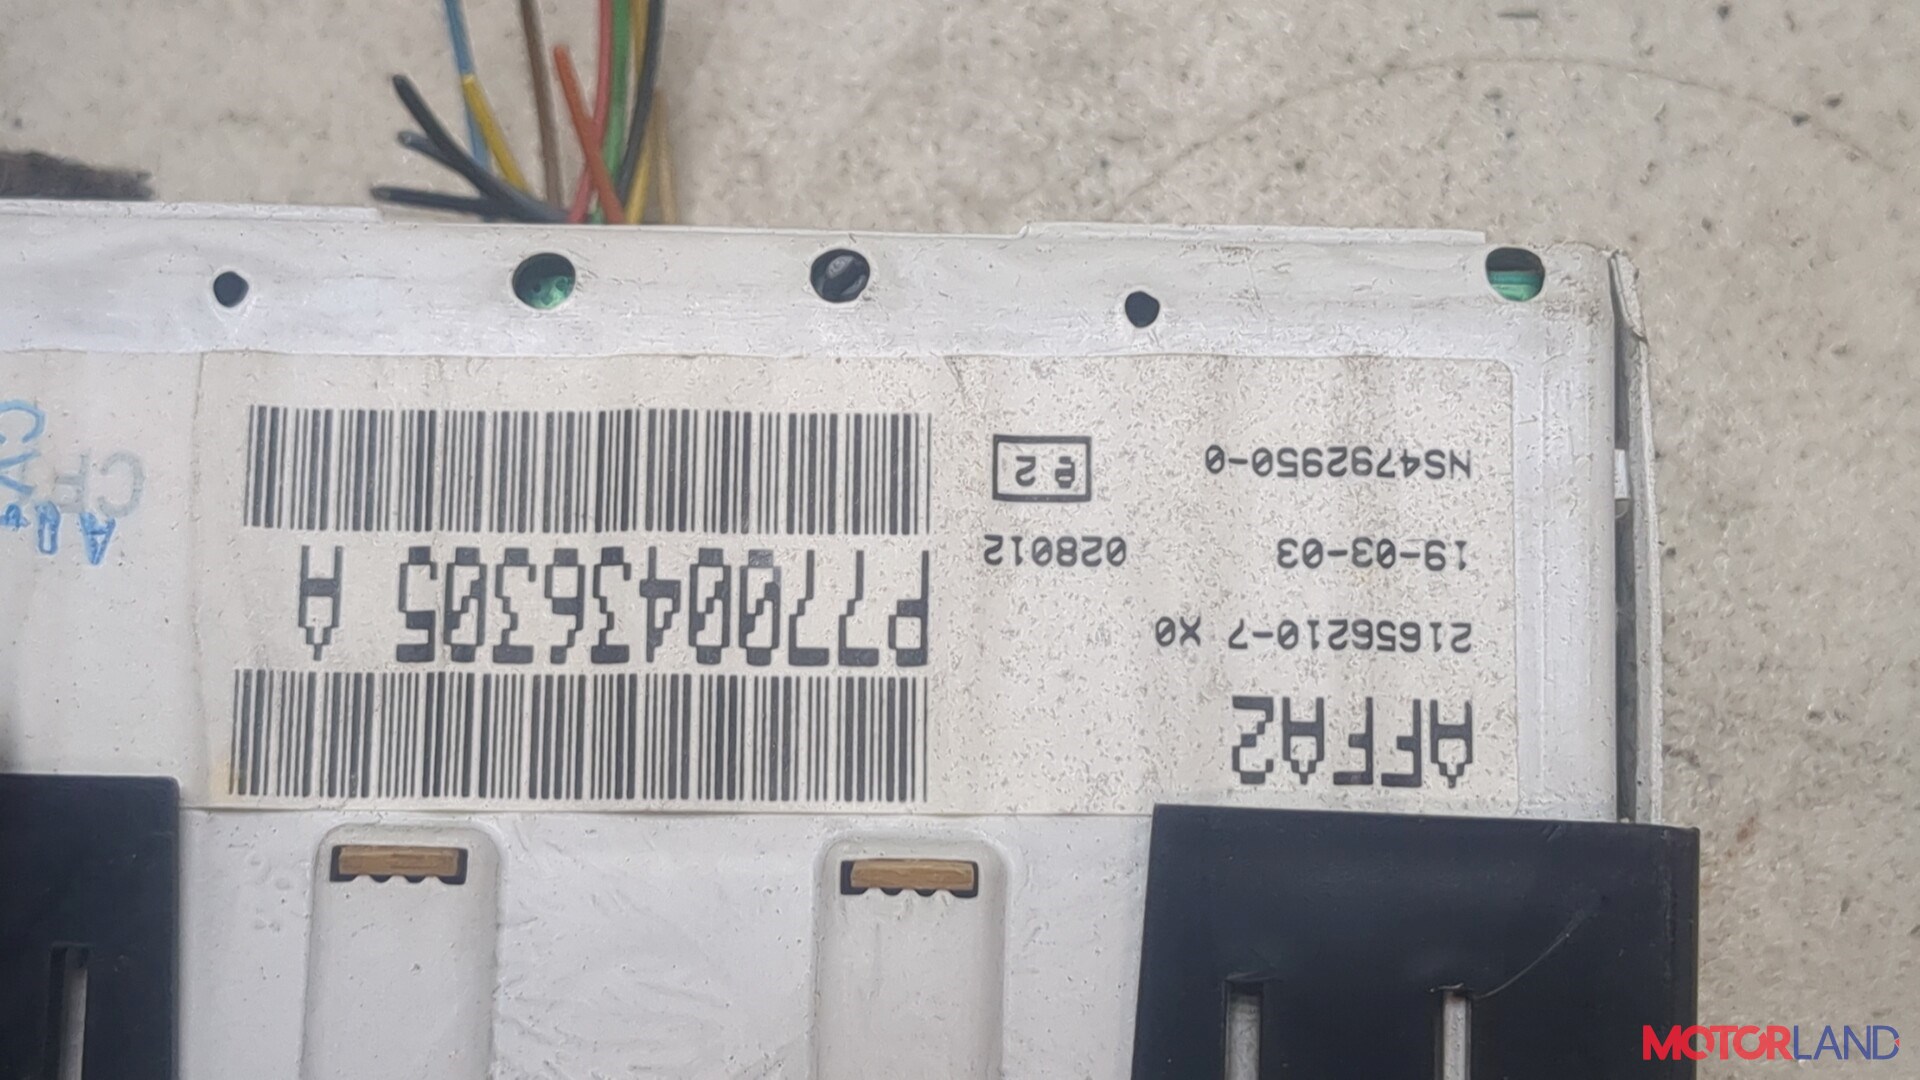 AFFA2
21656210-7 X0
19-03-03 028012
NS4792950-0 e2
P7700436305 A
MOTORLAND